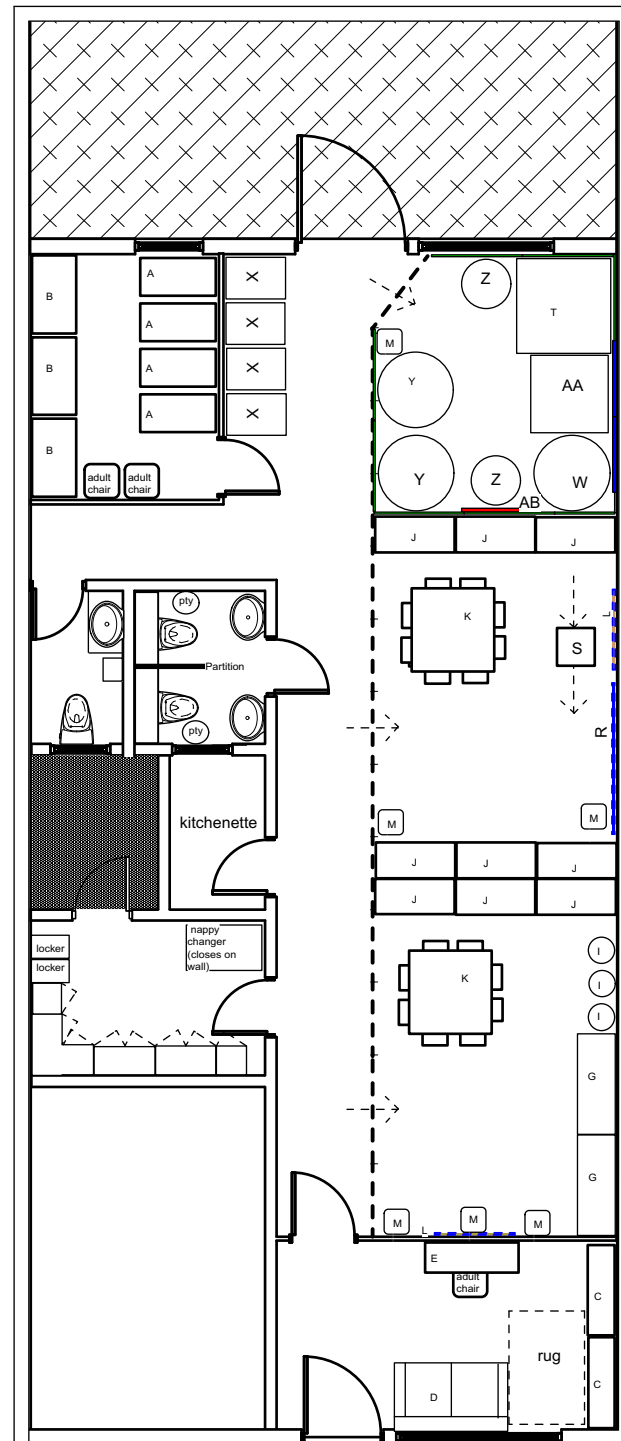 B
B
B
adult
chair
adult
chair
A
A
A
A
X
X
X
X
Z
T
M
Y
AA
Y
Z
W
AB
J
J
J
K
L
S
R
M
M
pty
Partition
pty
kitchenette
J
J
J
J
J
J
nappy
changer
(closes on
wall)
locker
locker
K
I
I
I
G
G
M
L
M
M
E
adult
chair
C
rug
D
C